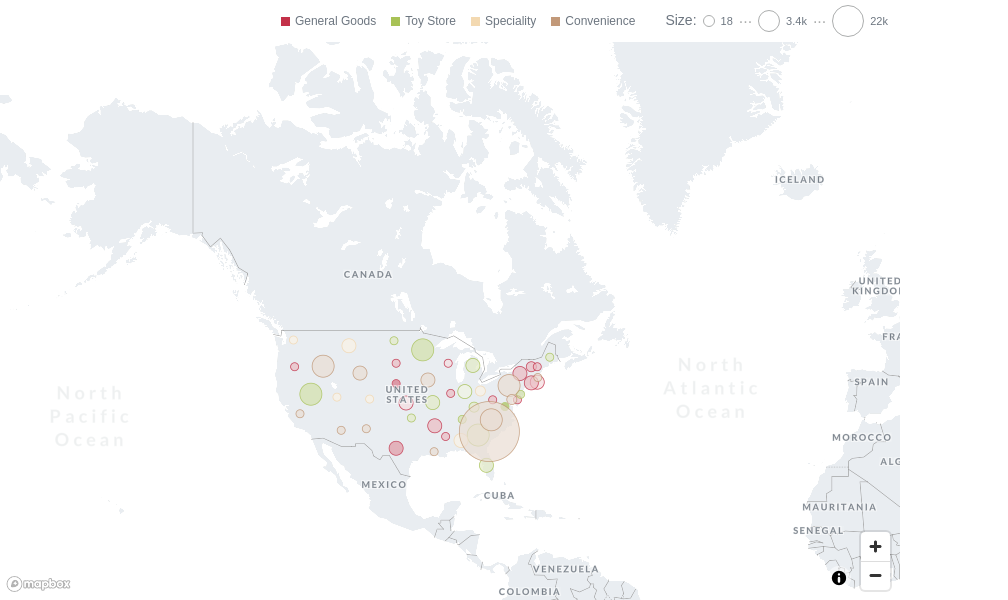 General Goods Toy Store Speciality Convenience Size: 18 ··· 3.4k ··· 22k
ICELAND
CANADA
UNITED
KINGDO
FRA
North
Atlantic
Ocean
North
Pacific
Ocean
UNITED
STATES
SPAIN
MOROCCO
ALG
MEXICO
CUBA
MAURITANIA
SENEGAL
VENEZUELA
COLOMBIA
mapbox